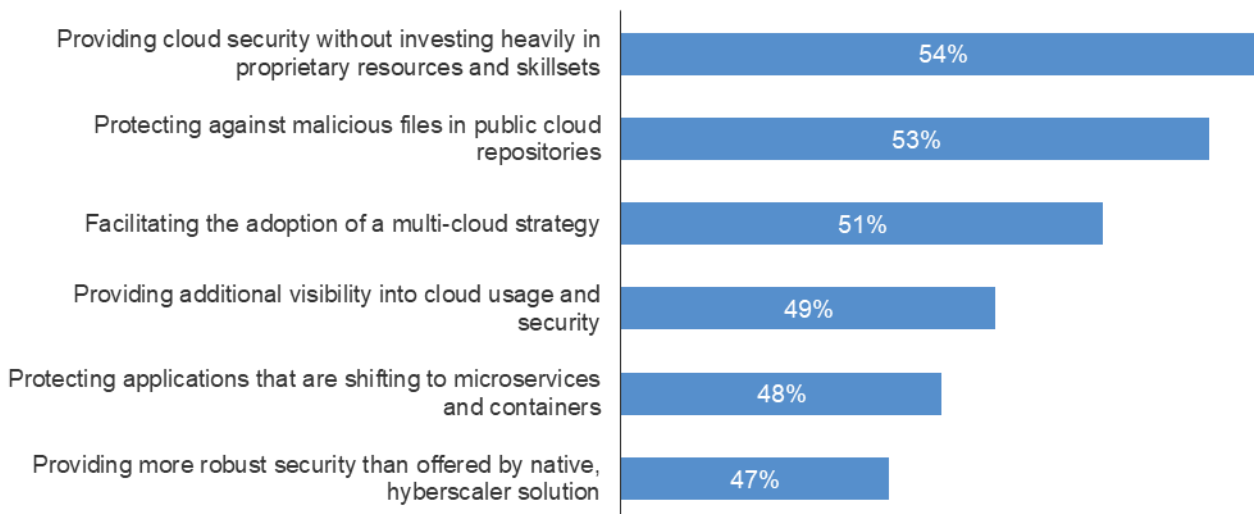 Providing cloud security without investing heavily in
proprietary resources and skillsets
54%
Protecting against malicious files in public cloud
repositories
53%
Facilitating the adoption of a multi-cloud strategy
51%
Providing additional visibility into cloud usage and
security
49%
Protecting applications that are shifting to microservices
and containers
48%
Providing more robust security than offered by native,
hyberscaler solution
47%